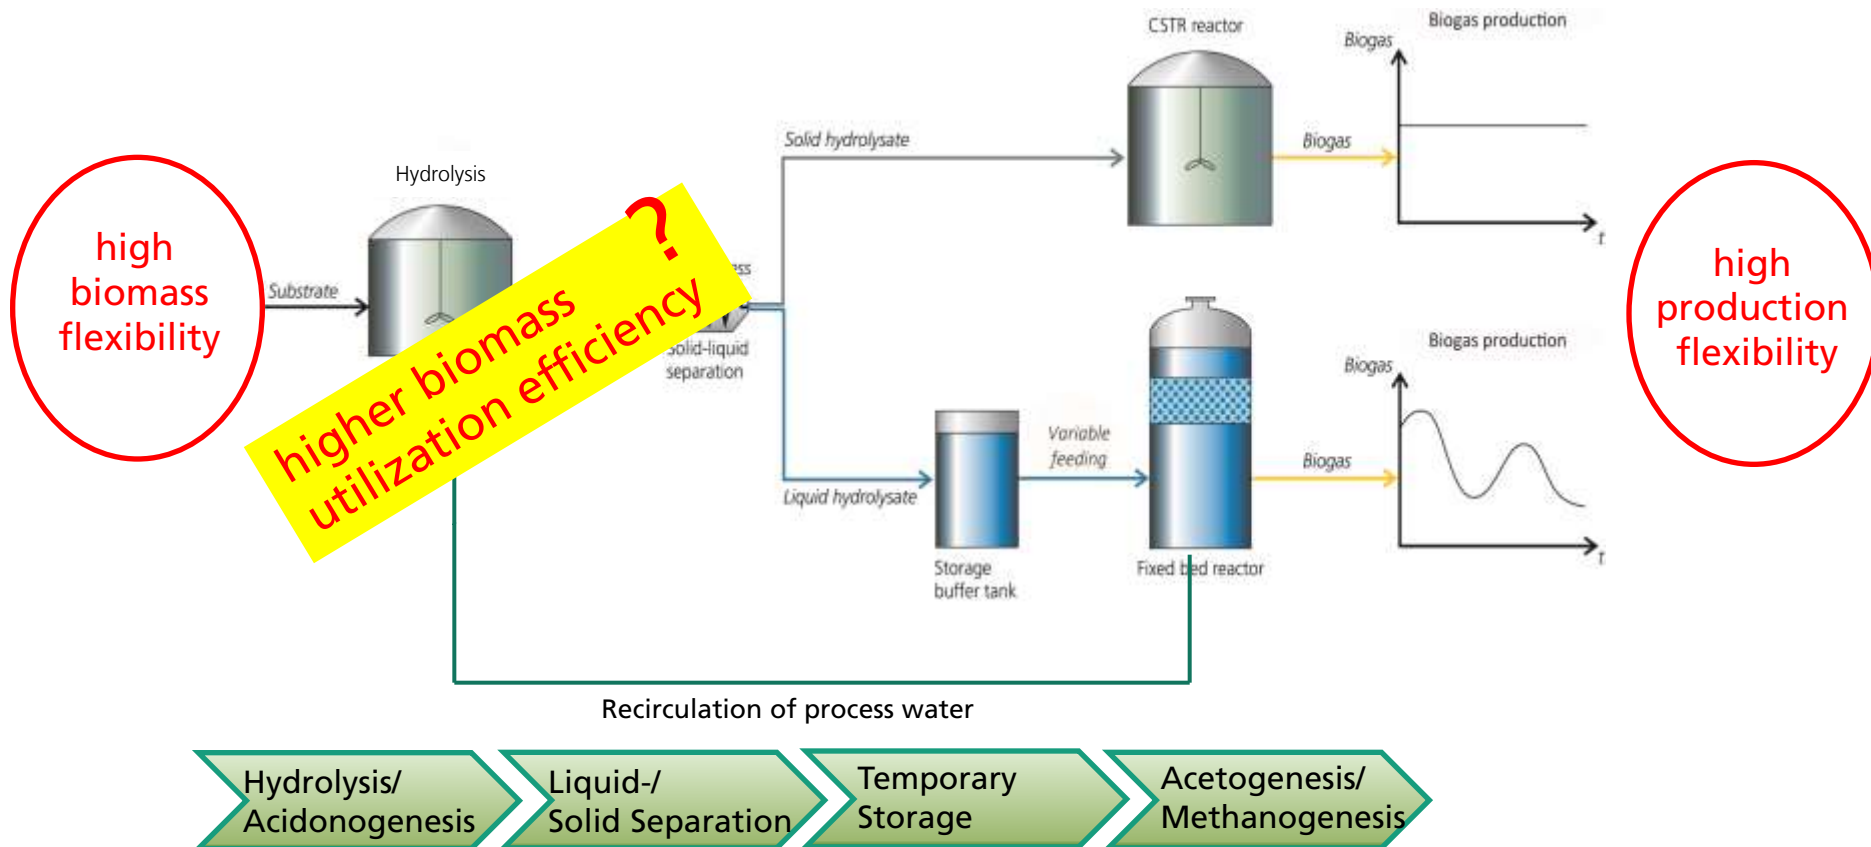 CSTR reactor
Biogas production
Biogas
Solid hydrolysate
Biogas
t
Hydrolysis
high
biomass
flexibility
Substrate
?
higher biomass
utilization efficiency
Solid-liquid
separation
high
production
flexibility
Biogas production
Biogas
Variable
feeding
Biogas
Liquid hydrolysate
t
Storage
buffer tank
Fixed bed reactor
Recirculation of process water
Hydrolysis/
Acidonogenesis
Liquid-/
Solid Separation
Temporary
Storage
Acetogenesis/
Methanogenesis